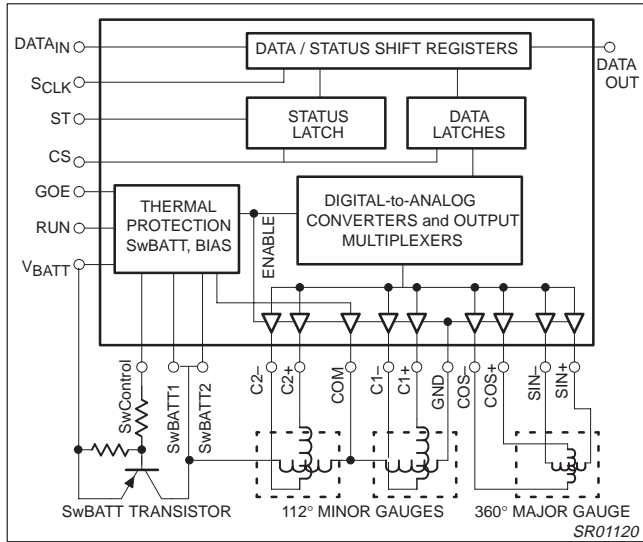 DATAIN
DATA / STATUS SHIFT REGISTERS
DATA
OUT
SCLK
ST
STATUS
LATCH
DATA
LATCHES
CS
GOE
RUN
VBATT
THERMAL
PROTECTION
SwBATT, BIAS
ENABLE
DIGITAL-to-ANALOG
CONVERTERS and OUTPUT
MULTIPLEXERS
SwControl
SwBATT1
SwBATT2
C2–
C2+
COM
C1–
C1+
GND
COS–
COS+
SIN–
SIN+
SwBATT TRANSISTOR
112° MINOR GAUGES
360° MAJOR GAUGE
SR01120